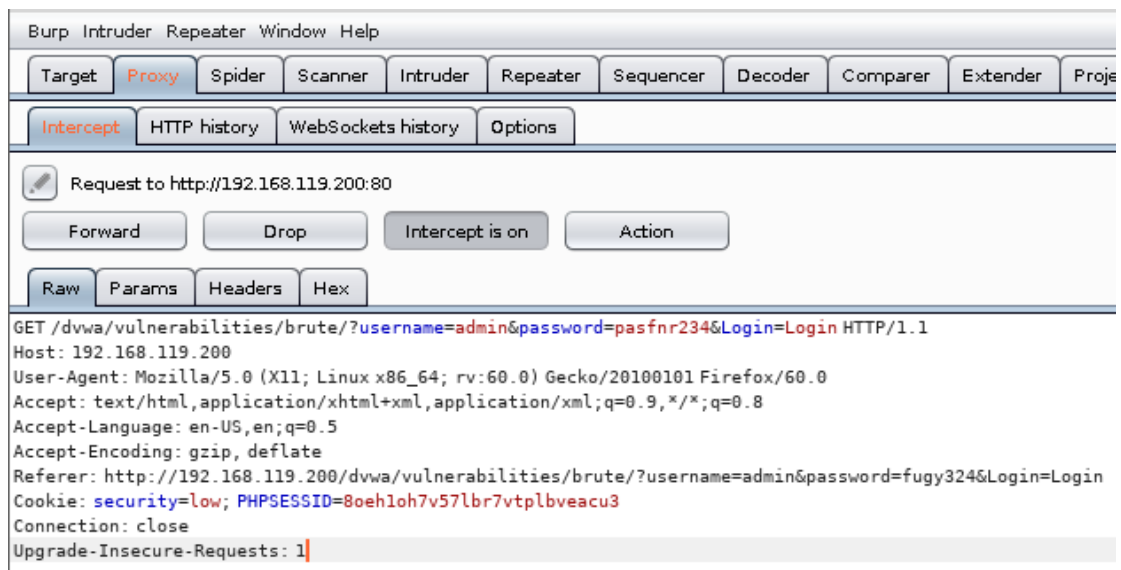 Burp Intruder Repeater Window Help
Target Proxy Spider Scanner Intruder Repeater Sequencer Decoder Comparer Extender Proje
Intercept HTTP history WebSockets history Options
Request to http://192.168.119.200:80
Forward Drop Intercept is on Action
Raw Params Headers Hex
GET /dvwa/vulnerabilities/brute/?username=admin&password=pasfnr234&Login=Login HTTP/1.1
Host: 192.168.119.200
User-Agent: Mozilla/5.0 (X11; Linux x86_64; rv:60.0) Gecko/20100101 Firefox/60.0
Accept: text/html,application/xhtml+xml,application/xml;q=0.9,*/*;q=0.8
Accept-Language: en-US,en;q=0.5
Accept-Encoding: gzip, deflate
Referer: http://192.168.119.200/dvwa/vulnerabilities/brute/?username=admin&password=fugy324&Login=Login
Cookie: security=low; PHPSESSID=8oeh1oh7v57lbr7vtplbveacu3
Connection: close
Upgrade-Insecure-Requests: 1